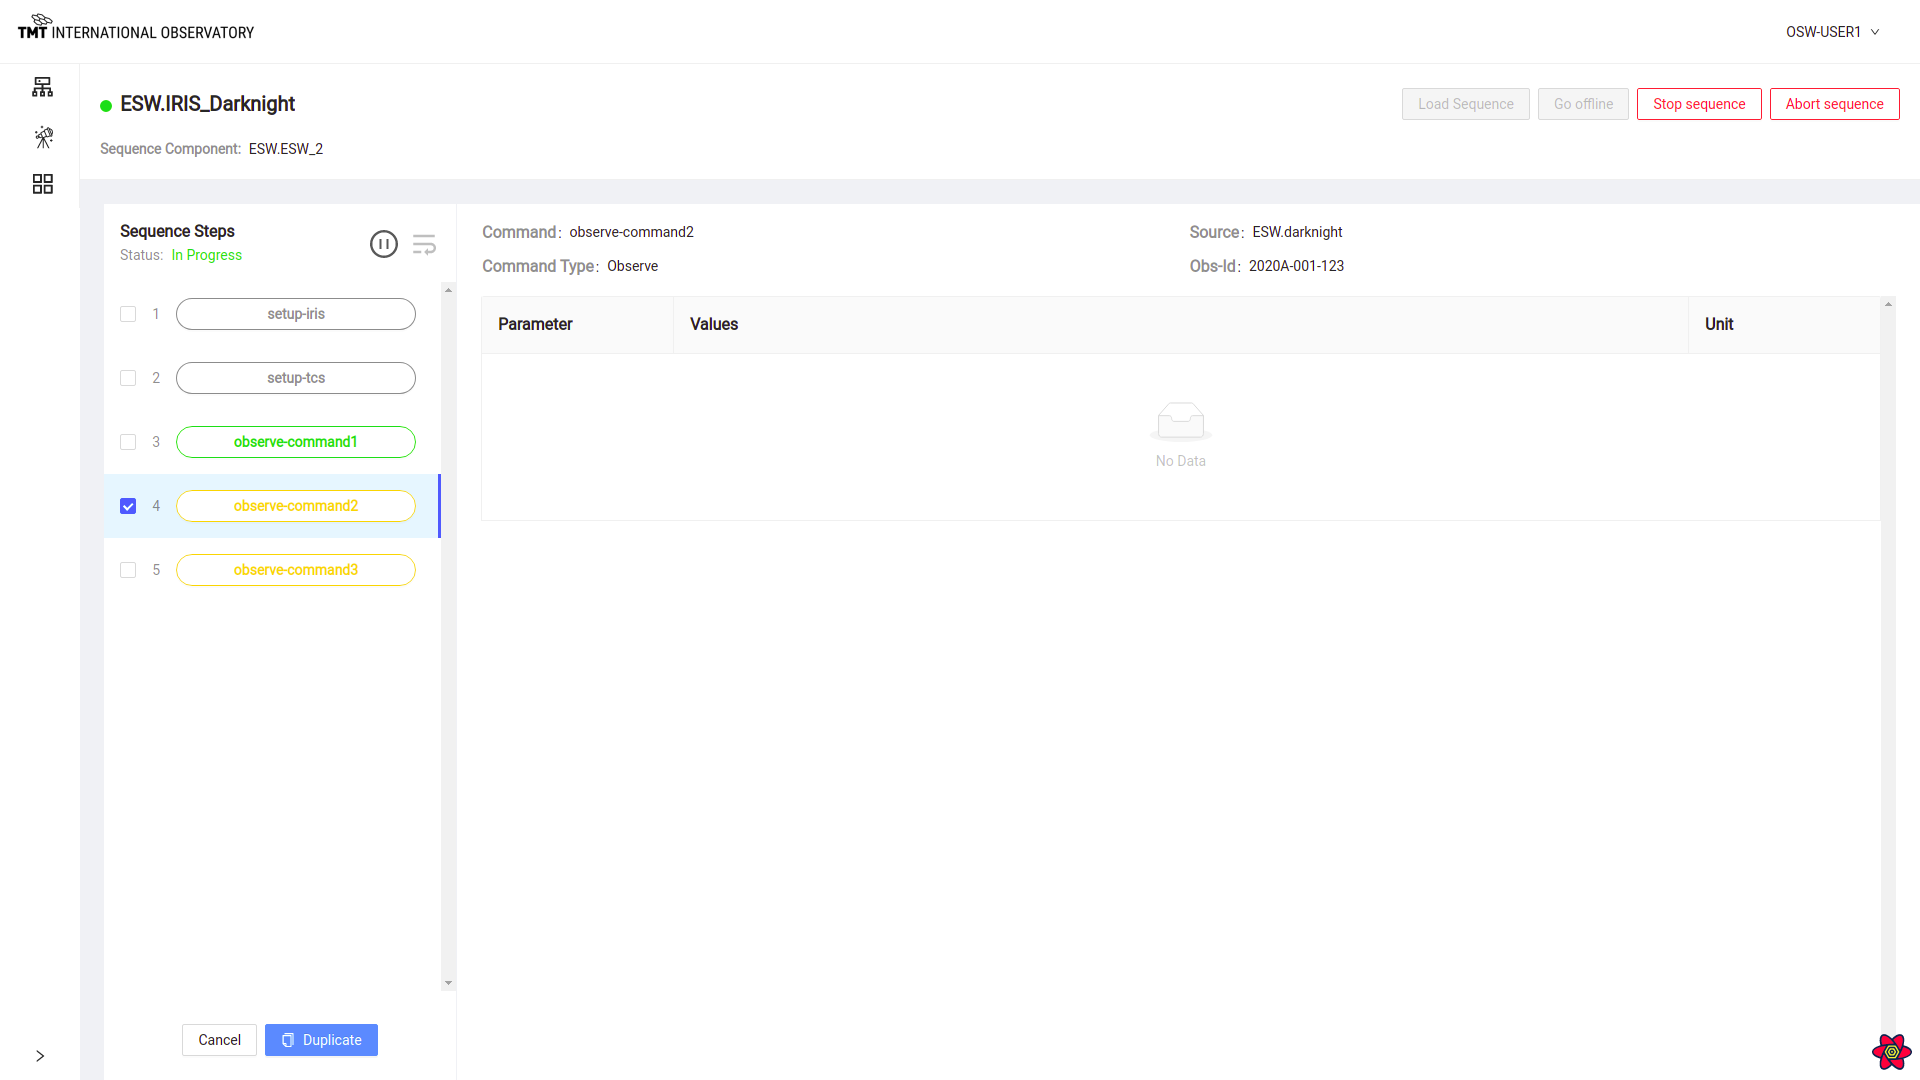 TMT INTERNATIONAL OBSERVATORY
OSW-USER1
ESW.IRIS_Darknight
Load Sequence
Go offline
Stop sequence
Abort sequence
Sequence Component: ESW.ESW_2
Sequence Steps
Status: In Progress
1 setup-iris
2 setup-tcs
3 observe-command1
4 observe-command2
5 observe-command3
Cancel
Duplicate
Command: observe-command2
Source: ESW.darknight
Command Type: Observe
Obs-Id: 2020A-001-123
Parameter Values Unit
No Data